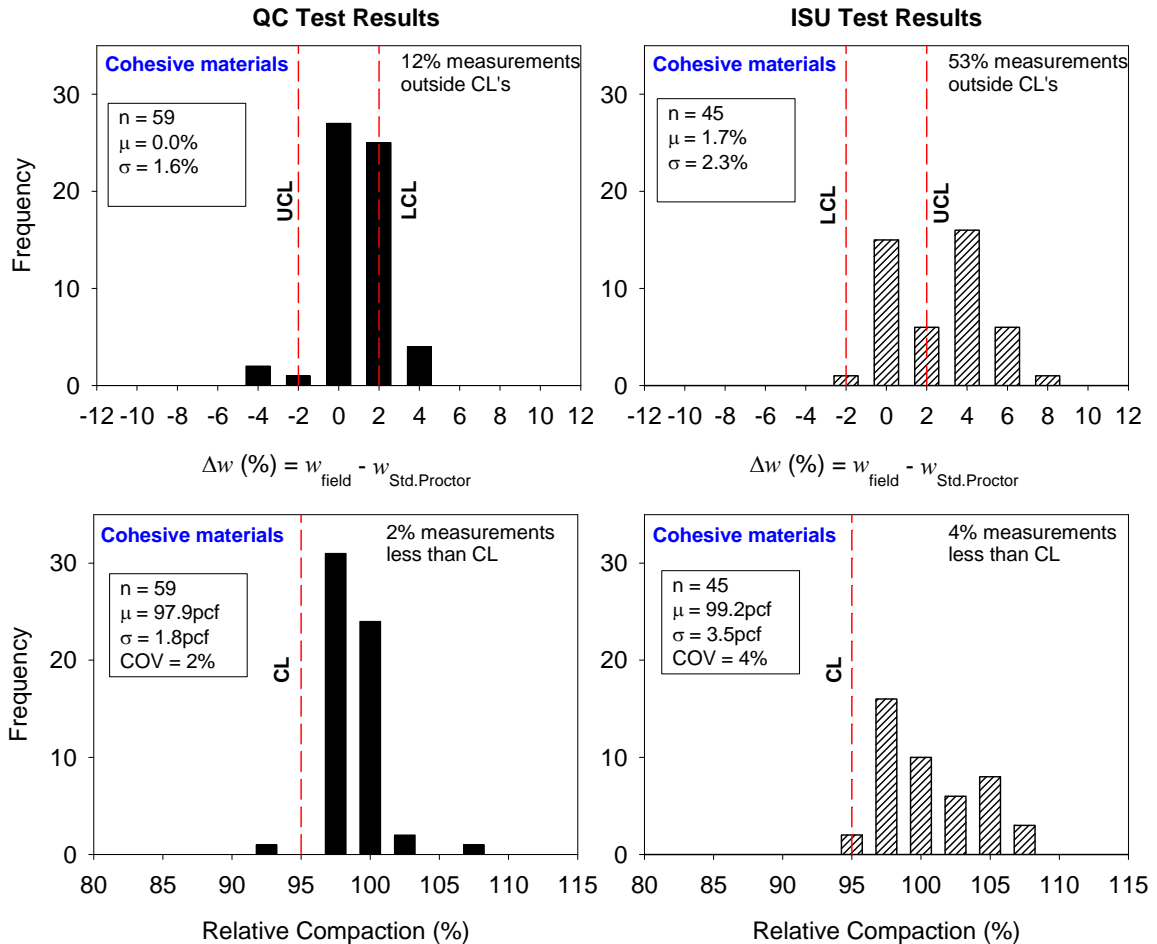 QC Test Results
Cohesive materials
12% measurements
outside CL's
n = 59
μ = 0.0%
σ = 1.6%
UCL
LCL
Frequency
30
20
10
0
-12 -10 -8 -6 -4 -2 0 2 4 6 8 10 12
Δw (%) = w field - w Std.Proctor
ISU Test Results
Cohesive materials
53% measurements
outside CL's
n = 45
μ = 1.7%
σ = 2.3%
LCL
UCL
30
20
10
0
-12 -10 -8 -6 -4 -2 0 2 4 6 8 10 12
Δw (%) = w field - w Std.Proctor
Cohesive materials
2% measurements
less than CL
n = 59
μ = 97.9pcf
σ = 1.8pcf
COV = 2%
CL
Frequency
30
20
10
0
80 85 90 95 100 105 110 115
Relative Compaction (%)
Cohesive materials
4% measurements
less than CL
n = 45
μ = 99.2pcf
σ = 3.5pcf
COV = 4%
CL
30
20
10
0
80 85 90 95 100 105 110 115
Relative Compaction (%)